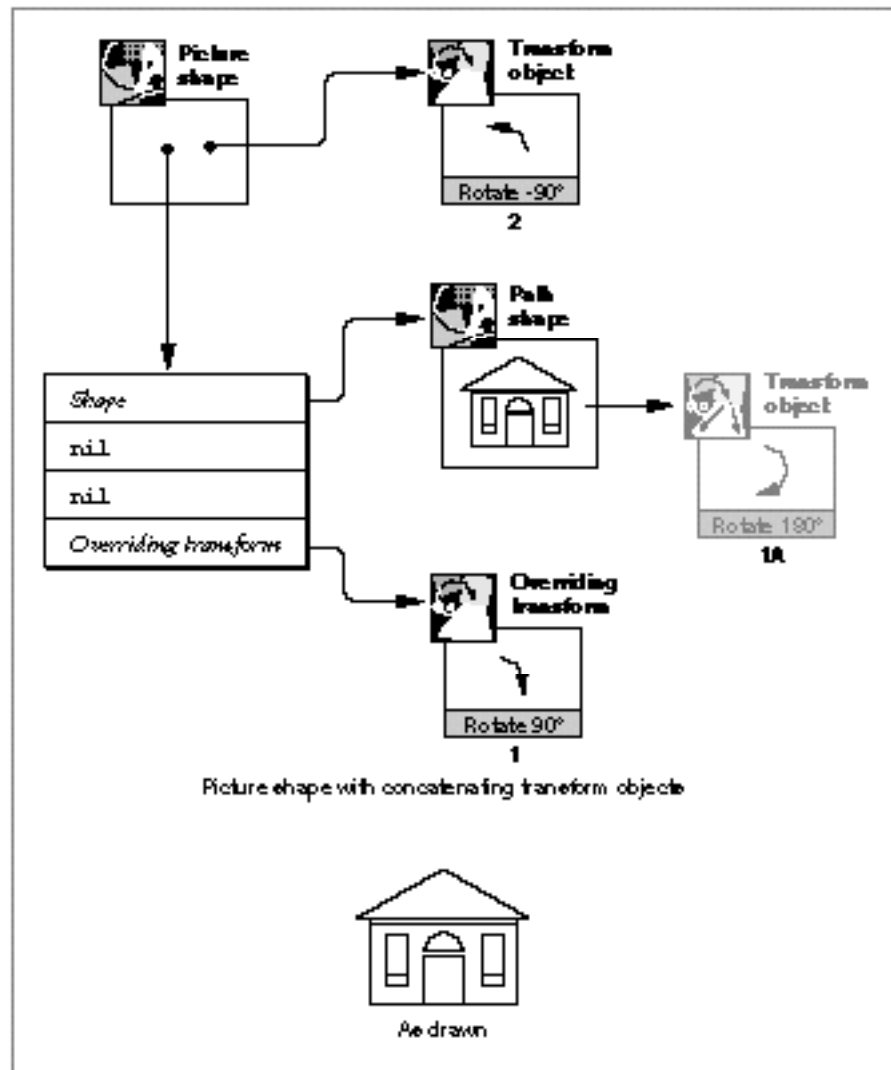 Picture
shape
Transform
object
Rotate -90°
2
Path
shape
Shape
nil
nil
Overriding transform
Transform
object
Rotate 180°
1A
Overriding
transform
Rotate 90°
1
Picture shape with concatenating transform objects
As drawn